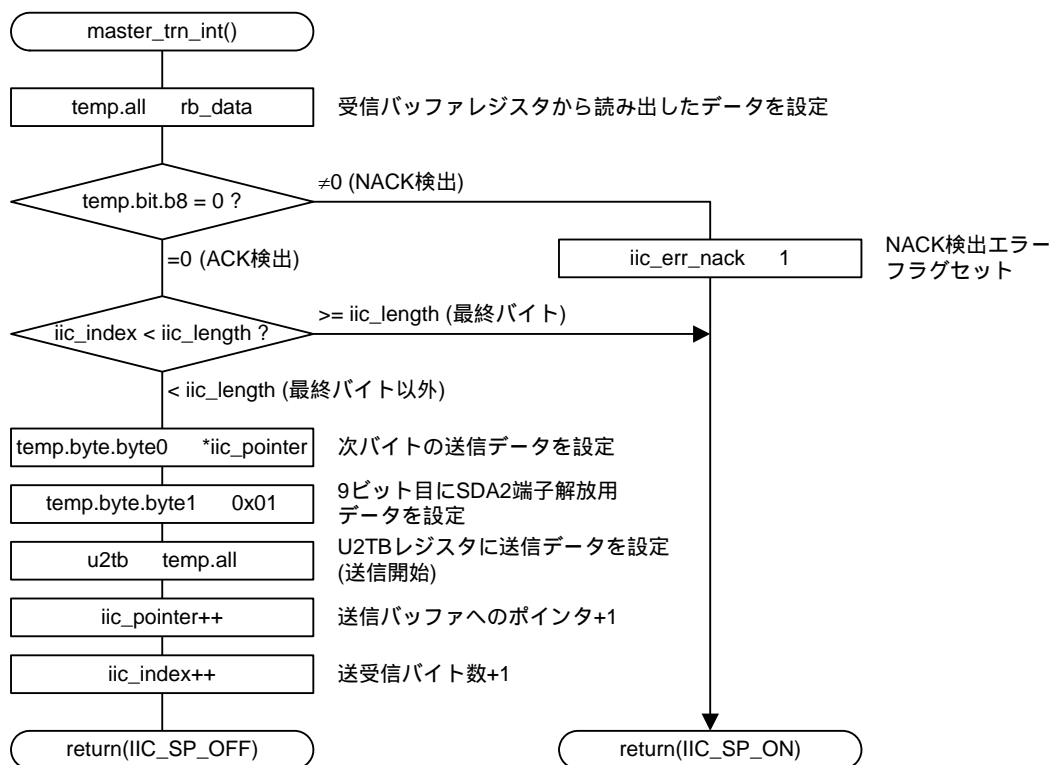 master_trn_int()
temp.all rb_data 受信バッファレジスタから読み出したデータを設定
temp.bit.b8 = 0 ?
≠0 (NACK検出)
=0 (ACK検出)
iic_err_nack 1
NACK検出エラー
フラグセット
iic_index < iic_length ?
>= iic_length (最終バイト)
< iic_length (最終バイト以外)
temp.byte.byte0 *iic_pointer 次バイトの送信データを設定
temp.byte.byte1 0x01
9ビット目にSDA2端子解放用
データを設定
u2tb temp.all
U2TBレジスタに送信データを設定
(送信開始)
iic_pointer++ 送信バッファへのポインタ+1
iic_index++ 送受信バイト数+1
return(IIC_SP_OFF)
return(IIC_SP_ON)